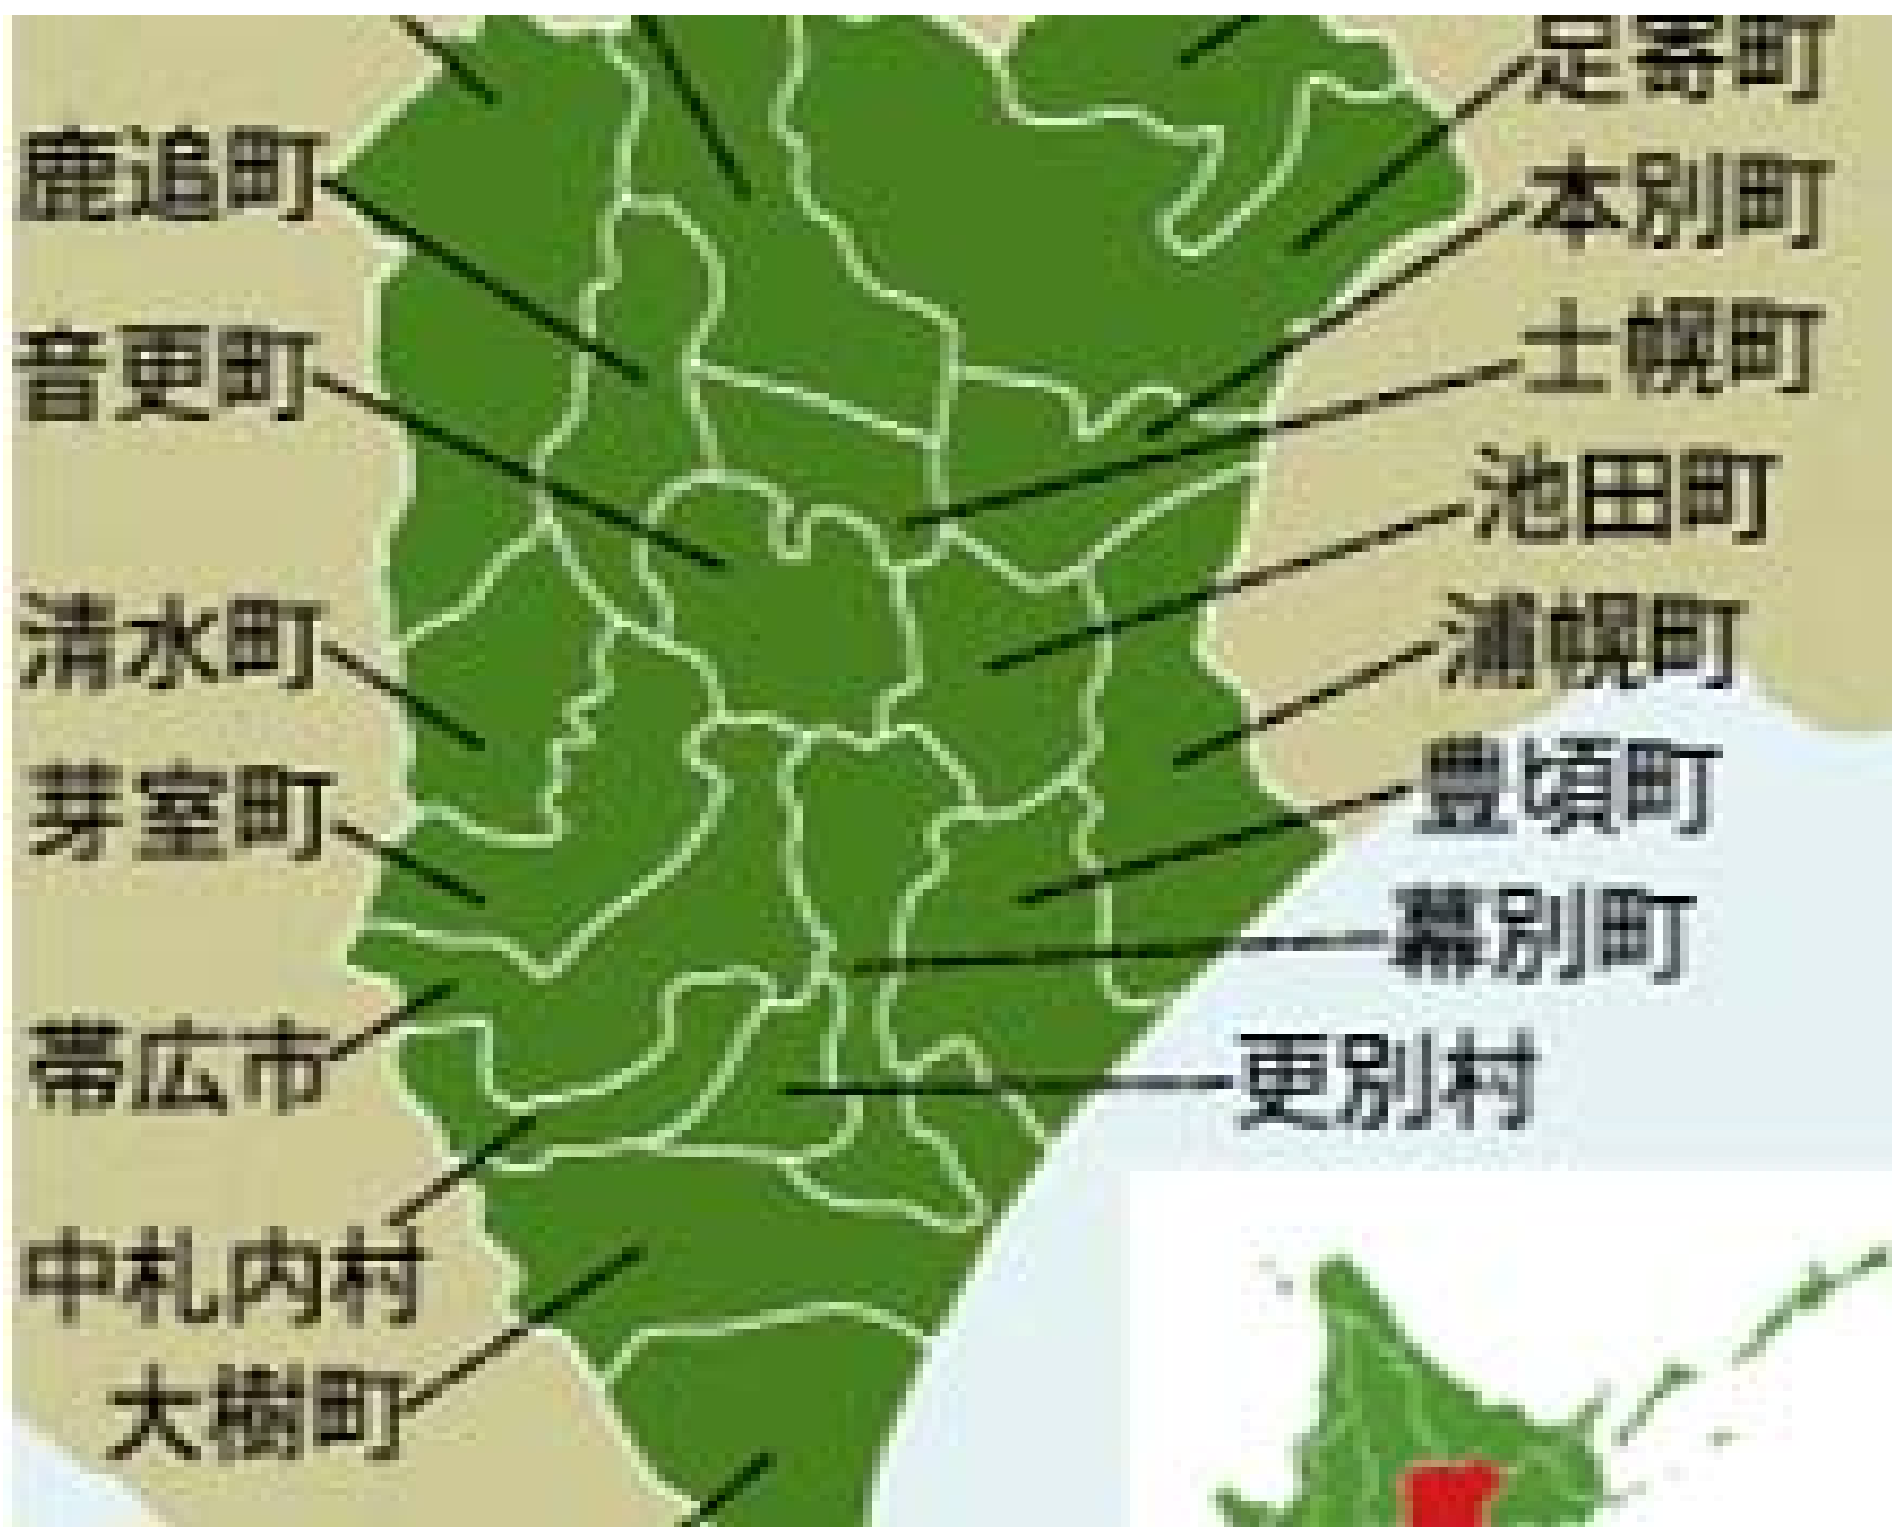 足寄町
鹿追町
本別町
士幌町
音更町
池田町
清水町
浦幌町
豊頃町
芽室町
幕別町
帯広市
更別村
中札内村
大樹町